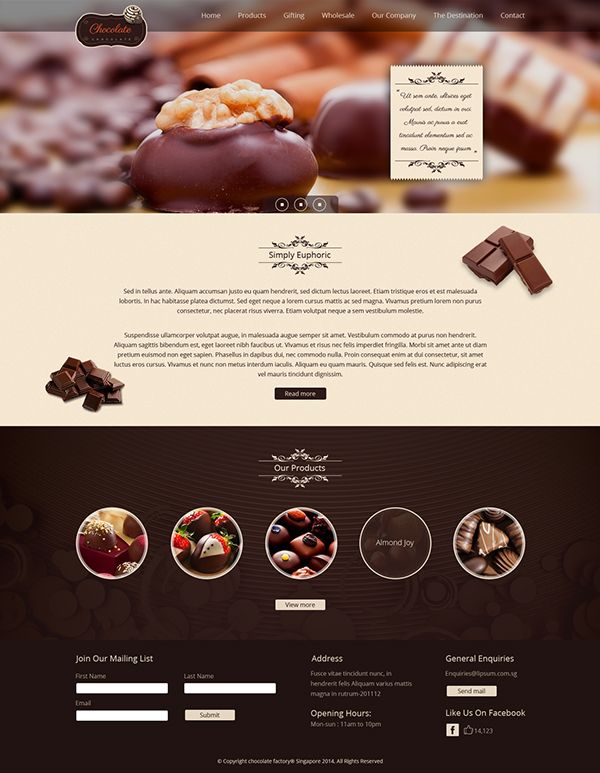 Home Products Gifting Wholesale Our Company The Destination Contact
Chocolate
CHOCOLATE
" Ut sem ante, ultrices eget
volutpat sed, dictum in orci.
Mauris ac purus a erat
tincidunt elementum sed ac
massa. Proin neque ipsum "
Simply Euphoric
Sed in tellus ante. Aliquam accumsan justo eu quam hendrerit, sed dictum lectus laoreet. Etiam tristique eros et est malesuada
lobortis. In hac habitasse platea dictumst. Sed eget neque a lorem cursus mattis ac sed magna. Vivamus pretium lorem non purus
consectetur, nec placerat risus viverra. Etiam volutpat neque a sem vestibulum molestie.
Suspendisse ullamcorper volutpat augue, in malesuada augue semper sit amet. Vestibulum commodo at purus non hendrerit.
Aliquam sagittis bibendum est, eget laoreet nibh faucibus ut. Vivamus et risus nec felis imperdiet fringilla. Morbi sit amet ante ut diam
pretium euismod non eget sapien. Phasellus in dapibus dui, nec commodo nulla. Proin consequat enim at dui consectetur, sit amet
luctus eros cursus. Vivamus et nunc non metus interdum iaculis. Aliquam eu quam mauris. Quisque sed felis est. Nunc adipiscing erat
vel mauris tincidunt dignissim.
Read more
Our Products
Almond Joy
View more
Join Our Mailing List
First Name Last Name
Email
Submit
Address
Fusce vitae tincidunt nunc, in
hendrerit felis Aliquam varius mattis
magna in rutrum-201112
Opening Hours:
Mon-sun : 11am to 10pm
General Enquiries
Enquiries@lipsum.com.sg
Send mail
Like Us On Facebook
f 14,123
© Copyright chocolate factory® Singapore 2014, All Rights Reserved